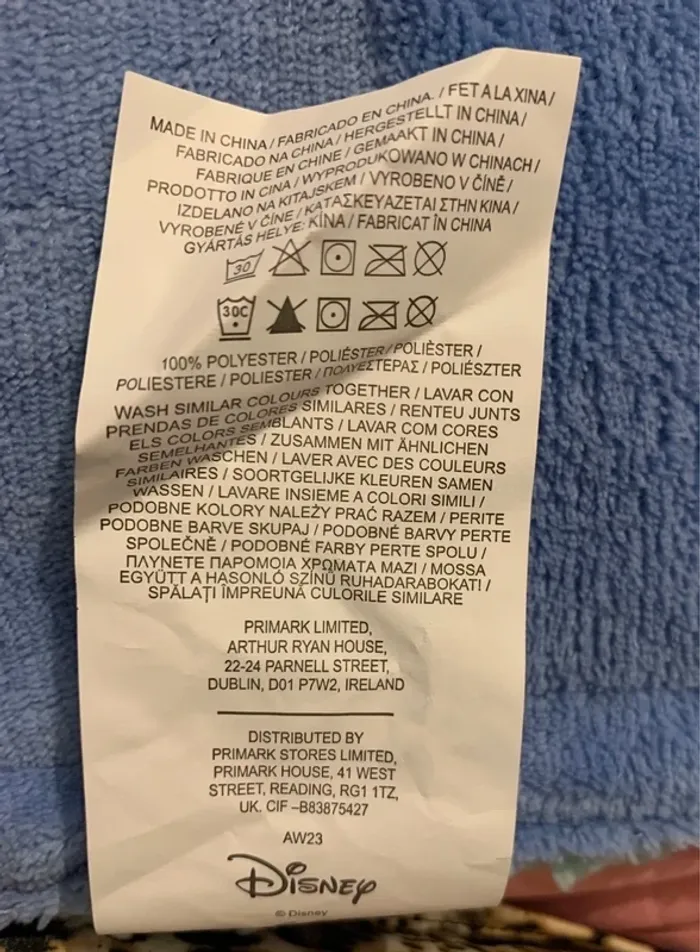 MADE IN CHINA / FABRICADO EN CHINA. / FET A LA XINA /
FABRICADO NA CHINA / HERGESTELLT IN CHINA /
FABRIQUE EN CHINE / GEMAAKT IN CHINA /
PRODOTTO IN CINA / WYPRODUKOWANO W CHINACH /
IZDELANO NA KITAJSKEM / VYROBENO V ČÍNĚ /
VYROBENÉ V ČÍNE / ΚΑΤΑΣΚΕΥΑΖΕΤΑΙ ΣΤΗΝ ΚΙΝΑ /
GYÁRTÁS HELYE: KÍNA / FABRICAT ÎN CHINA
30
30C
100% POLYESTER / POLIÉSTER / POLIÈSTER /
POLIESTERE / POLIESTER / ΠΟΛΥΕΣΤΕΡΑΣ / POLIÉSZTER
WASH SIMILAR COLOURS TOGETHER / LAVAR CON
PRENDAS DE COLORES SIMILARES / RENTEU JUNTS
ELS COLORS SEMBLANTS / LAVAR COM CORES
SEMELHANTES / ZUSAMMEN MIT ÄHNLICHEN
FARBEN WASCHEN / LAVER AVEC DES COULEURS
SIMILAIRES / SOORTGELIJKE KLEUREN SAMEN
WASSEN / LAVARE INSIEME A COLORI SIMILI /
PODOBNE KOLORY NALEŻY PRAĆ RAZEM / PERITE
PODOBNE BARVE SKUPAJ / PODOBNÉ BARVY PERTE
SPOLEČNĚ / PODOBNÉ FARBY PERTE SPOLU /
ΠΛΥΝΕΤΕ ΠΑΡΟΜΟΙΑ ΧΡΩΜΑΤΑ ΜΑΖΙ / MOSSA
EGYÜTT A HASONLÓ SZÍNŰ RUHADARABOKAT! /
SPĂLAȚI ÎMPREUNĂ CULORILE SIMILARE
PRIMARK LIMITED,
ARTHUR RYAN HOUSE,
22-24 PARNELL STREET,
DUBLIN, D01 P7W2, IRELAND
DISTRIBUTED BY
PRIMARK STORES LIMITED,
PRIMARK HOUSE, 41 WEST
STREET, READING, RG1 1TZ,
UK. CIF –B83875427
AW23
DISNEY
© Disney